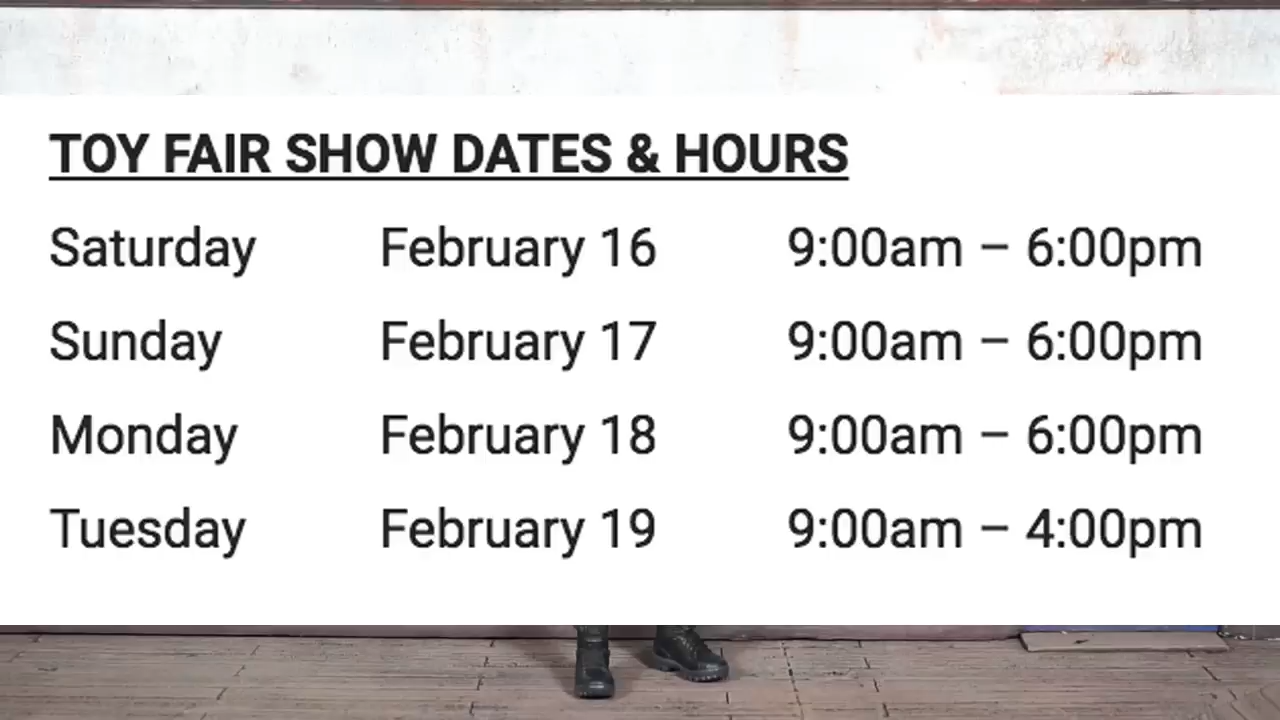 TOY FAIR SHOW DATES & HOURS
Saturday February 16 9:00am – 6:00pm
Sunday February 17 9:00am – 6:00pm
Monday February 18 9:00am – 6:00pm
Tuesday February 19 9:00am – 4:00pm